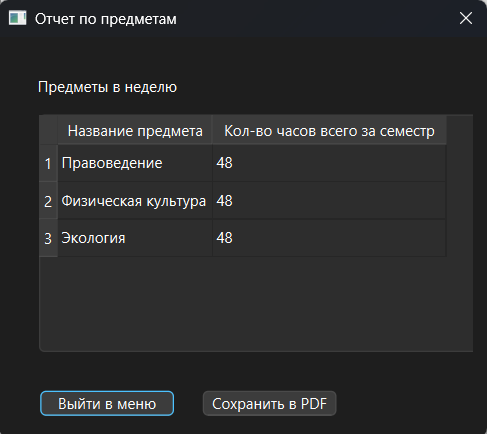 Отчет по предметам
Предметы в неделю
Название предмета Кол-во часов всего за семестр
1 Правоведение 48
2 Физическая культура 48
3 Экология 48
Выйти в меню Сохранить в PDF